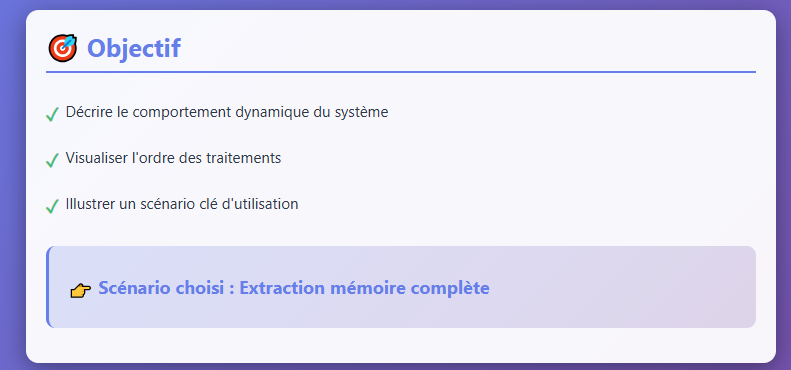 Objectif
Décrire le comportement dynamique du système
Visualiser l'ordre des traitements
Illustrer un scénario clé d'utilisation
Scénario choisi : Extraction mémoire complète